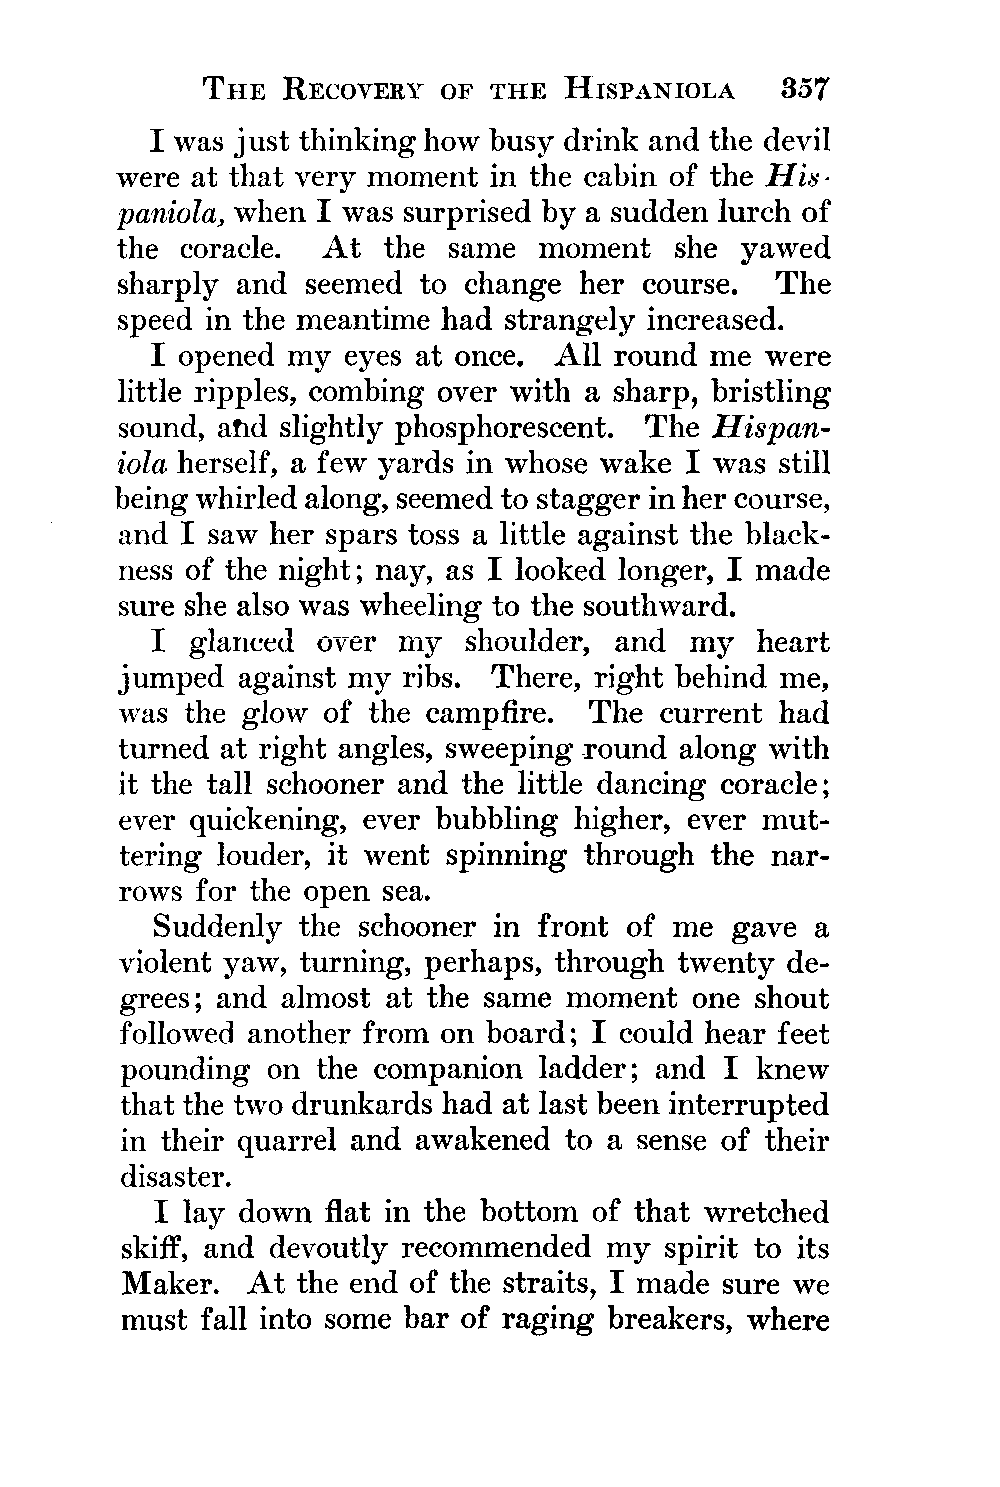 The Recovery of the Hispaniola 357
I was just thinking how busy drink and the devil
were at that very moment in the cabin of the His-
paniola, when I was surprised by a sudden lurch of
the coracle. At the same moment she yawed
sharply and seemed to change her course. The
speed in the meantime had strangely increased.
I opened my eyes at once. All round me were
little ripples, combing over with a sharp, bristling
sound, and slightly phosphorescent. The Hispan-
iola herself, a few yards in whose wake I was still
being whirled along, seemed to stagger in her course,
and I saw her spars toss a little against the black-
ness of the night; nay, as I looked longer, I made
sure she also was wheeling to the southward.
I glanced over my shoulder, and my heart
jumped against my ribs. There, right behind me,
was the glow of the campfire. The current had
turned at right angles, sweeping round along with
it the tall schooner and the little dancing coracle;
ever quickening, ever bubbling higher, ever mut-
tering louder, it went spinning through the nar-
rows for the open sea.
Suddenly the schooner in front of me gave a
violent yaw, turning, perhaps, through twenty de-
grees; and almost at the same moment one shout
followed another from on board; I could hear feet
pounding on the companion ladder; and I knew
that the two drunkards had at last been interrupted
in their quarrel and awakened to a sense of their
disaster.
I lay down flat in the bottom of that wretched
skiff, and devoutly recommended my spirit to its
Maker. At the end of the straits, I made sure we
must fall into some bar of raging breakers, where